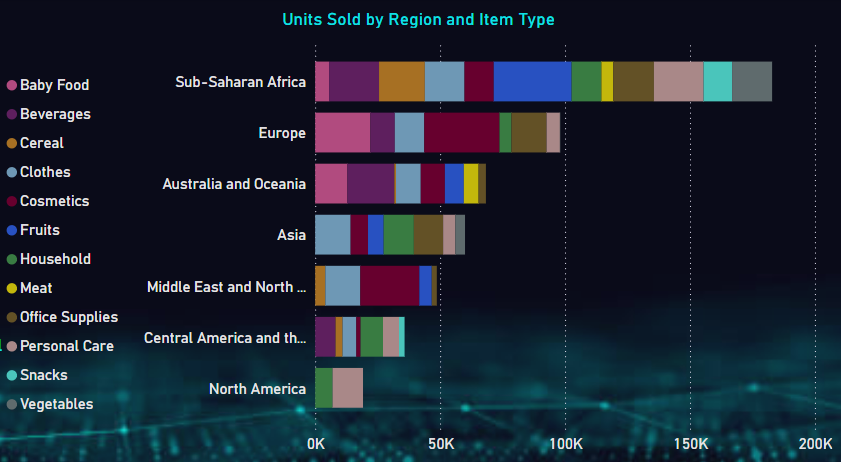 Units Sold by Region and Item Type
Baby Food
Beverages
Cereal
Clothes
Cosmetics
Fruits
Household
Meat
Office Supplies
Personal Care
Snacks
Vegetables
Sub-Saharan Africa
Europe
Australia and Oceania
Asia
Middle East and North ...
Central America and th...
North America
0K 50K 100K 150K 200K